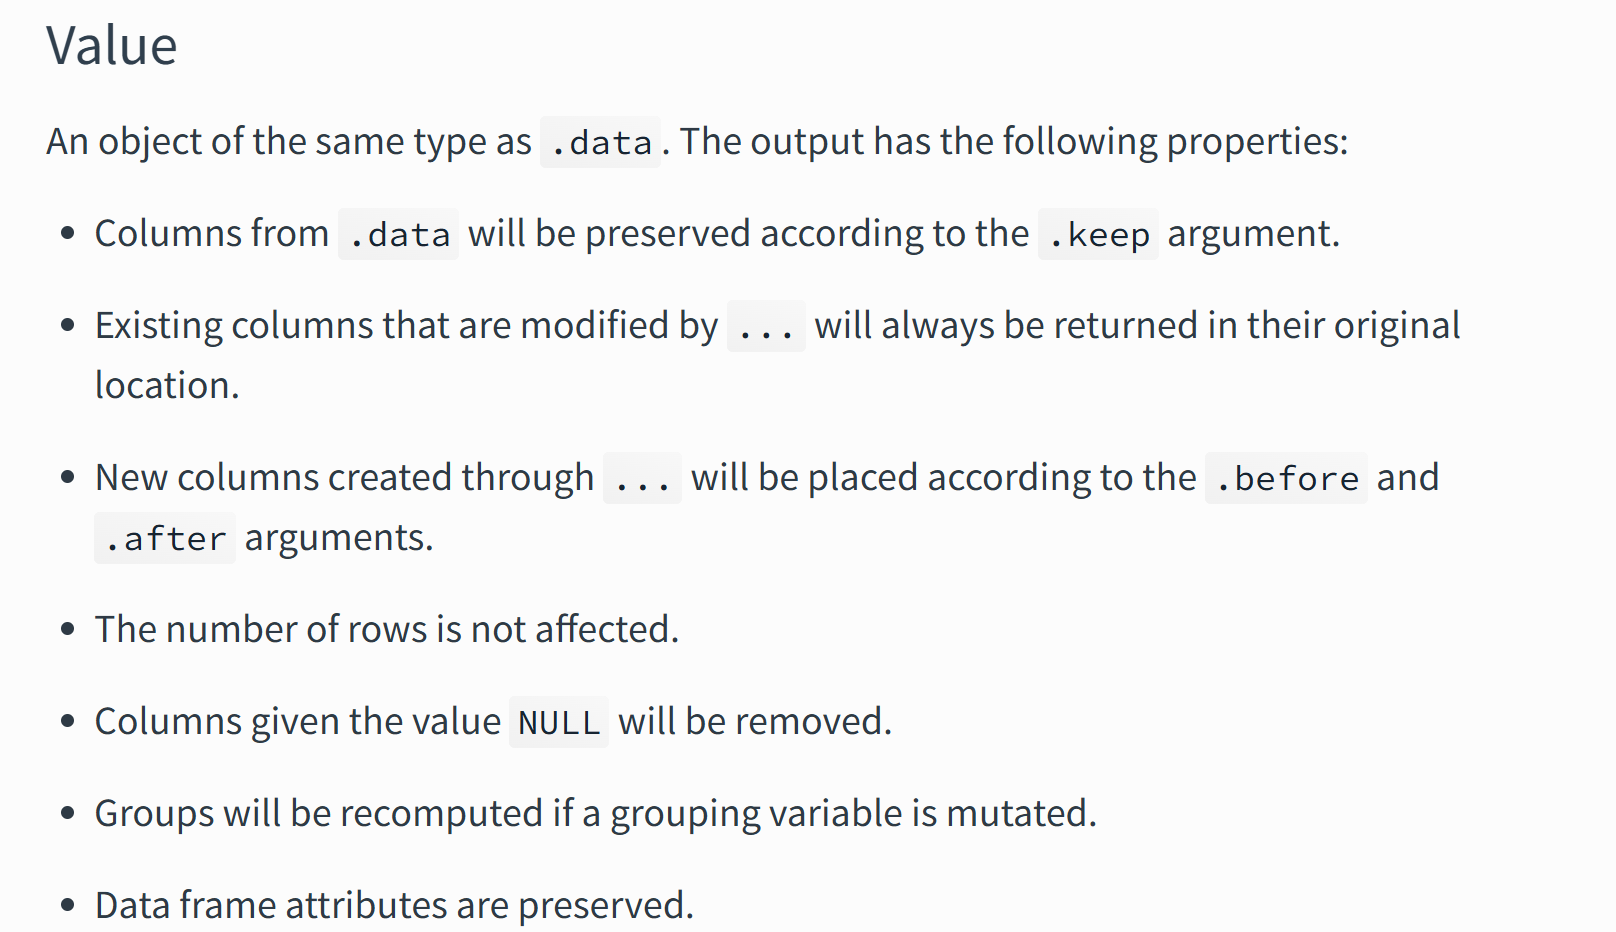 Value
An object of the same type as .data. The output has the following properties:
• Columns from .data will be preserved according to the .keep argument.
• Existing columns that are modified by ... will always be returned in their original
location.
• New columns created through ... will be placed according to the .before and
.after arguments.
• The number of rows is not affected.
• Columns given the value NULL will be removed.
• Groups will be recomputed if a grouping variable is mutated.
• Data frame attributes are preserved.